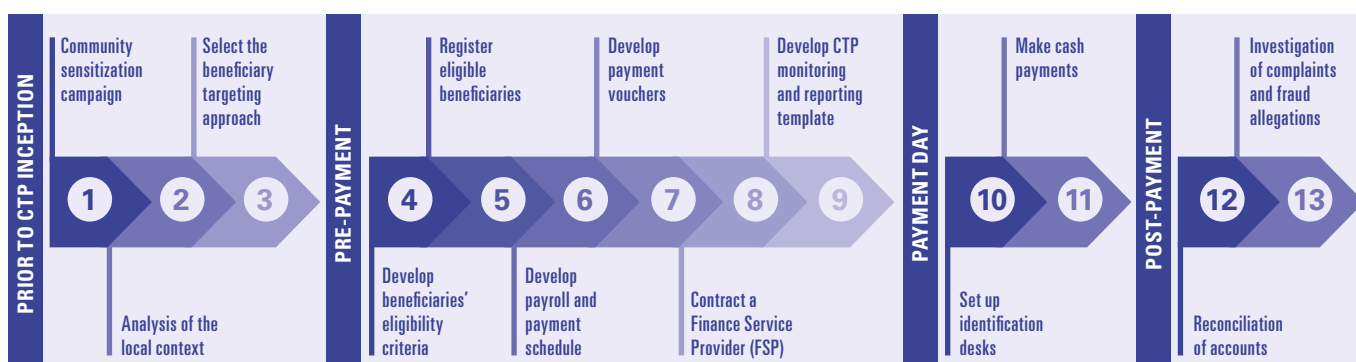 PRIOR TO CTP INCEPTION
Community
sensitization
campaign
Select the
beneficiary
targeting
approach
1
2
3
Analysis of the
local context
PRE-PAYMENT
Register
eligible
beneficiaries
Develop
payment
vouchers
Develop CTP
monitoring
and reporting
template
4
5
6
7
8
9
Develop
beneficiaries’
eligibility
criteria
Develop
payroll and
payment
schedule
Contract a
Finance Service
Provider (FSP)
PAYMENT DAY
Make cash
payments
10
11
Set up
identification
desks
POST-PAYMENT
Investigation
of complaints
and fraud
allegations
12
13
Reconciliation
of accounts